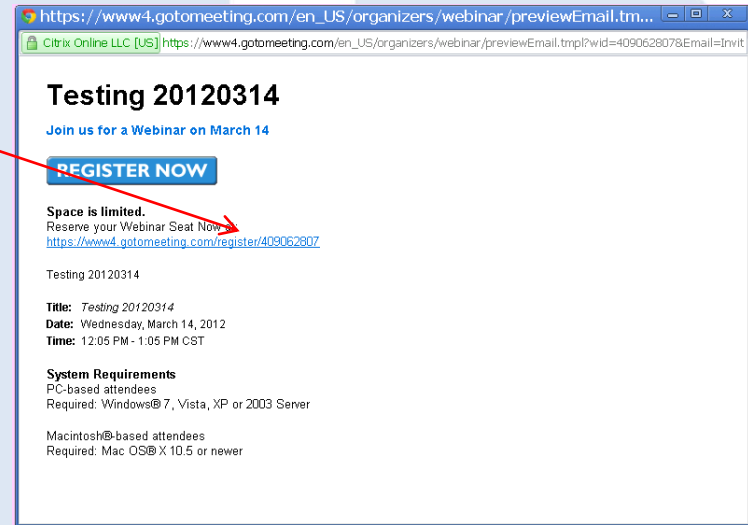 https://www4.gotomeeting.com/en_US/organizers/webinar/previewEmail.tm...
Citrix Online LLC [US] https://www4.gotomeeting.com/en_US/organizers/webinar/previewEmail.tmpl?wid=409062807&Email=Invit
Testing 20120314
Join us for a Webinar on March 14
REGISTER NOW
Space is limited.
Reserve your Webinar Seat Now
https://www4.gotomeeting.com/register/409062807
Testing 20120314
Title: Testing 20120314
Date: Wednesday, March 14, 2012
Time: 12:05 PM - 1:05 PM CST
System Requirements
PC-based attendees
Required: Windows® 7, Vista, XP or 2003 Server
Macintosh®-based attendees
Required: Mac OS® X 10.5 or newer